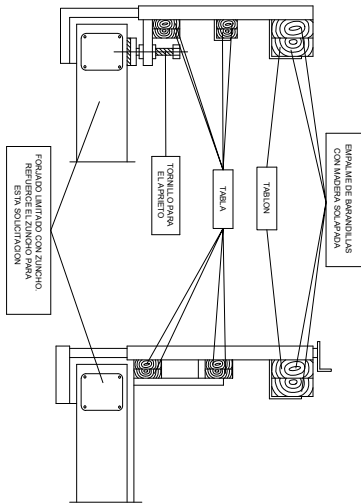 EMPALME DE BARANDILLAS
CON MADERA SOLAPADA
TABLON
TABLA
TORNILLO PARA
EL APRIETO
FORJADO LIMITADO CON ZUNCHO.
REFUERCE EL ZUNCHO PARA
ESTA SOLICITACION